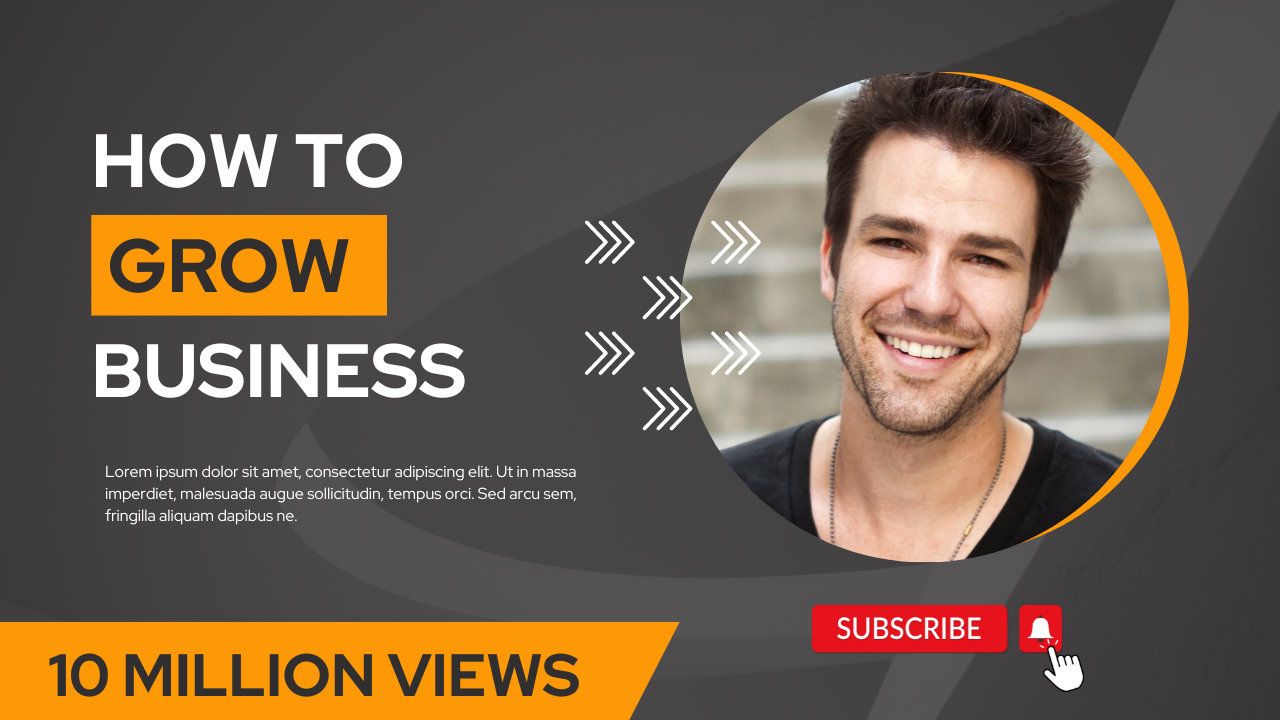 HOW TO
GROW
BUSINESS
Lorem ipsum dolor sit amet, consectetur adipiscing elit. Ut in massa
imperdiet, malesuada augue sollicitudin, tempus orci. Sed arcu sem,
fringilla aliquam dapibus ne.
SUBSCRIBE
10 MILLION VIEWS